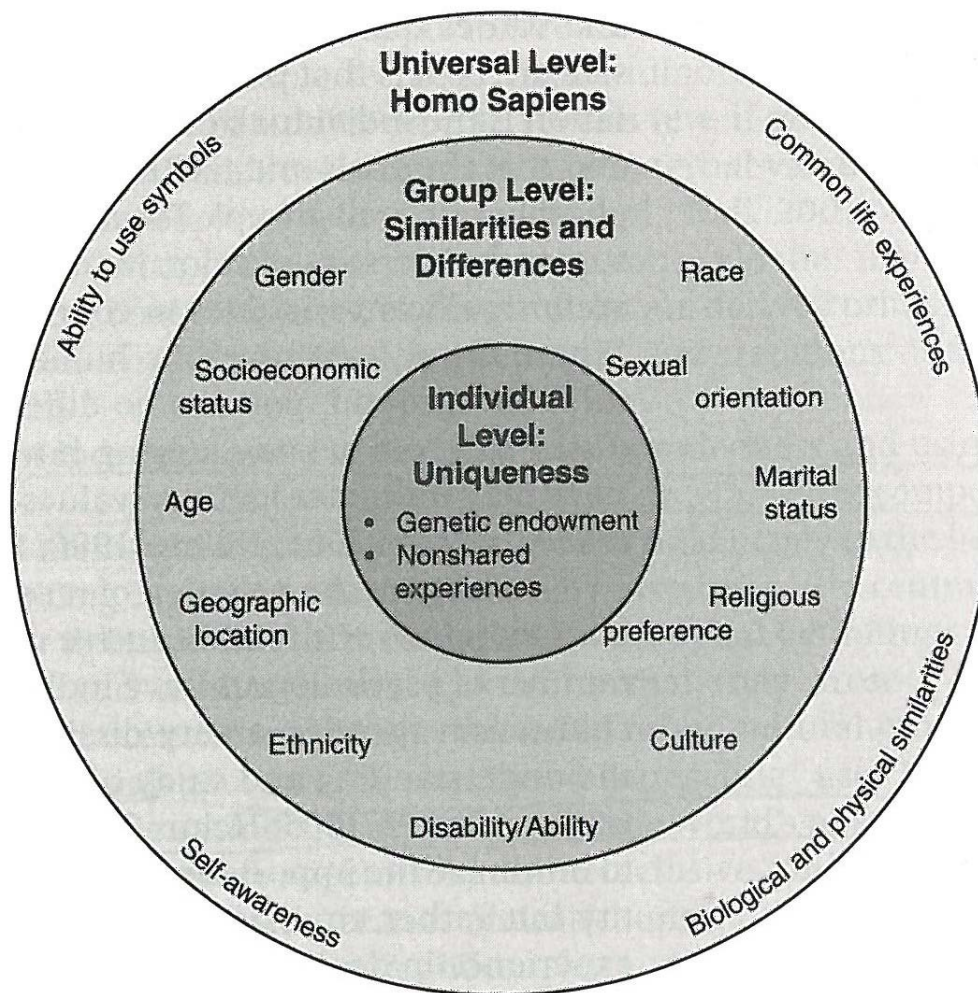 Universal Level:
Homo Sapiens
Ability to use symbols
Common life experiences
Group Level:
Similarities and
Differences
Gender
Race
Socioeconomic
status
Sexual
orientation
Individual
Level:
Uniqueness
• Genetic endowment
• Nonshared
experiences
Age
Marital
status
Geographic
location
Religious
preference
Ethnicity
Culture
Disability/Ability
Self-awareness
Biological and physical similarities